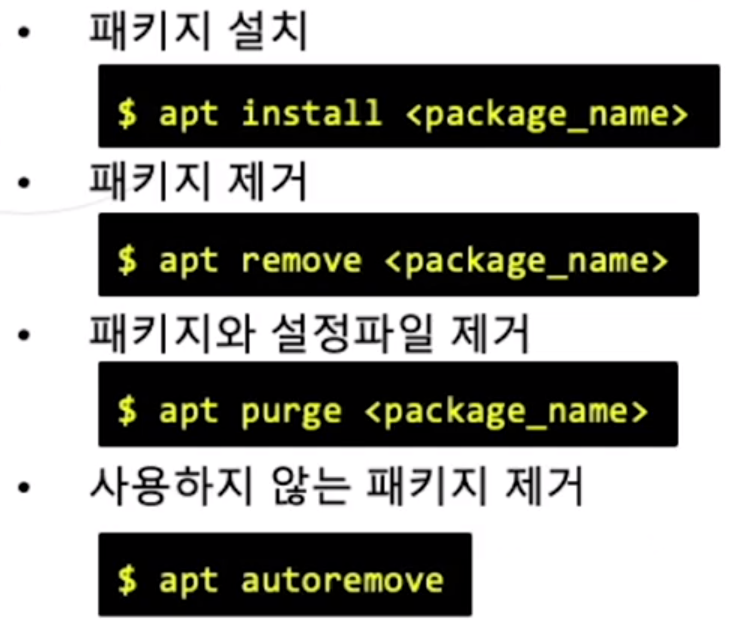 • 패키지 설치
$ apt install <package_name>
• 패키지 제거
$ apt remove <package_name>
• 패키지와 설정파일 제거
$ apt purge <package_name>
• 사용하지 않는 패키지 제거
$ apt autoremove